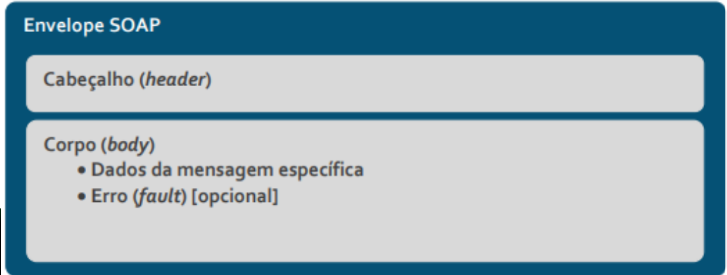 Envelope SOAP
Cabeçalho (header)
Corpo (body)
• Dados da mensagem específica
• Erro (fault) [opcional]